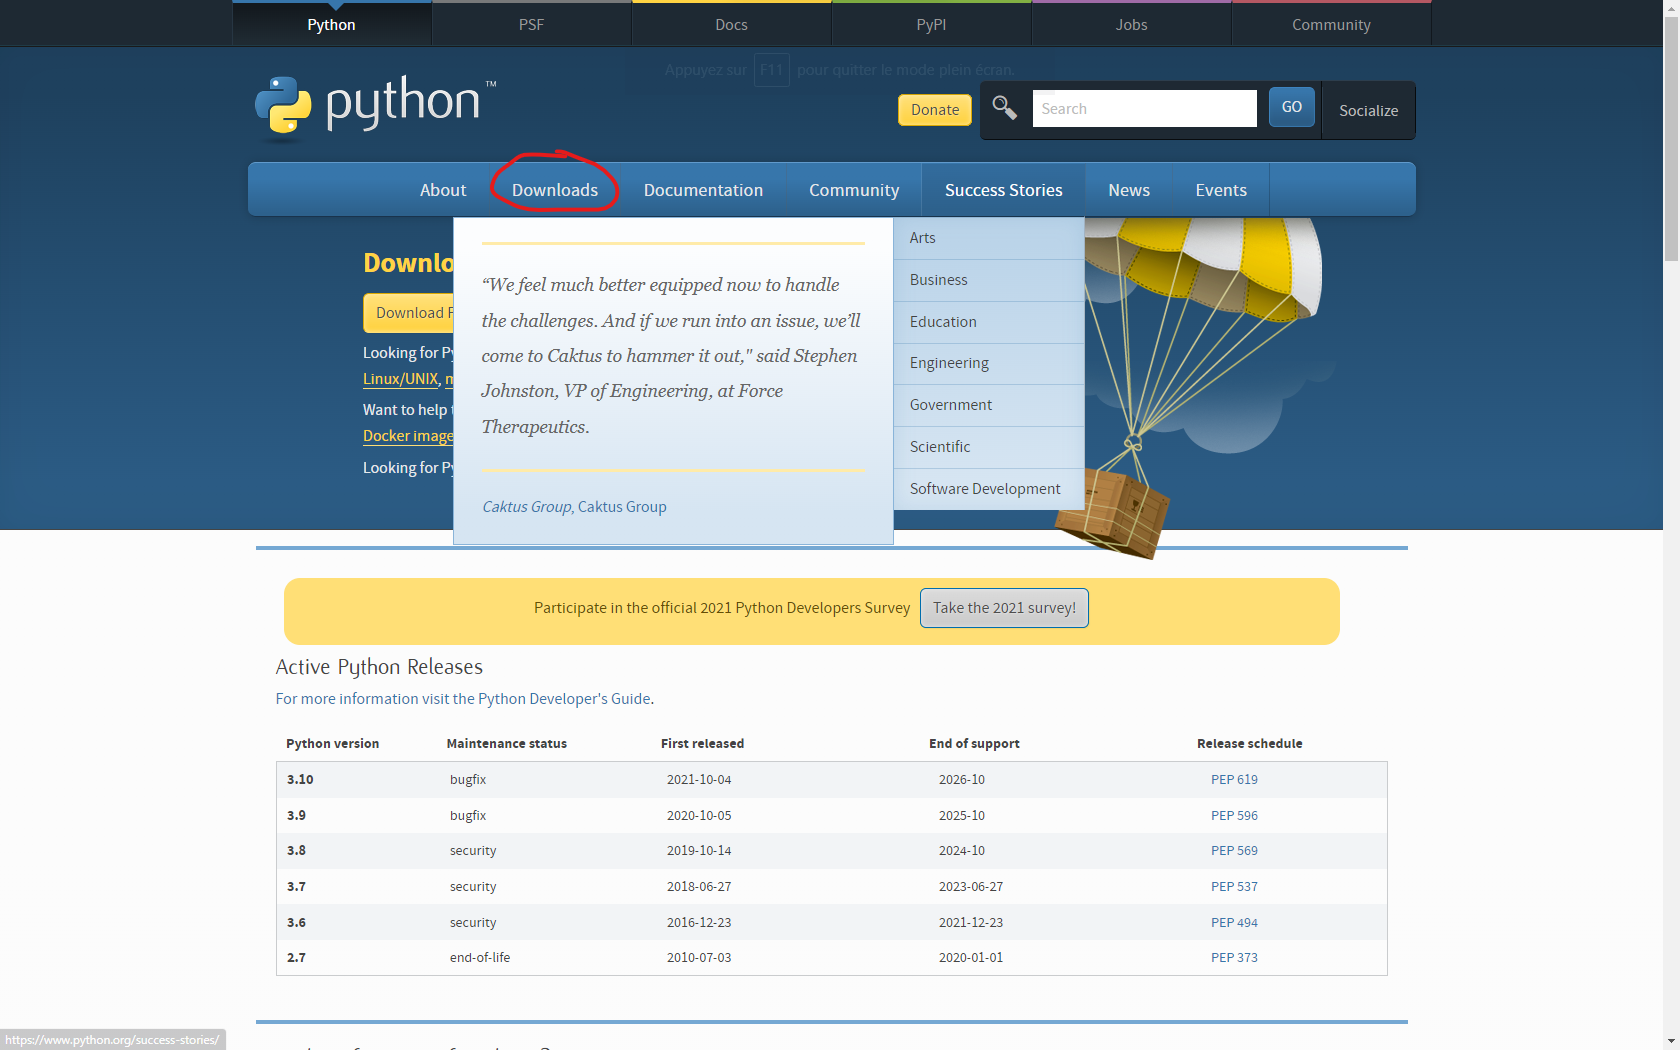 Python PSF Docs PyPI Jobs Community
Appuyez sur F11 pour quitter le mode plein écran.
python™
Donate
Search
GO
Socialize
About Downloads Documentation Community Success Stories News Events
Downlo
Download
Looking for Py
Linux/UNIX,
Want to help
Docker image
Looking for Py
“We feel much better equipped now to handle
the challenges. And if we run into an issue, we’ll
come to Caktus to hammer it out," said Stephen
Johnston, VP of Engineering, at Force
Therapeutics.
Caktus Group, Caktus Group
Arts
Business
Education
Engineering
Government
Scientific
Software Development
Participate in the official 2021 Python Developers Survey Take the 2021 survey!
Active Python Releases
For more information visit the Python Developer's Guide.
Python version Maintenance status First released End of support Release schedule
3.10 bugfix 2021-10-04 2026-10 PEP 619
3.9 bugfix 2020-10-05 2025-10 PEP 596
3.8 security 2019-10-14 2024-10 PEP 569
3.7 security 2018-06-27 2023-06-27 PEP 537
3.6 security 2016-12-23 2021-12-23 PEP 494
2.7 end-of-life 2010-07-03 2020-01-01 PEP 373
https://www.python.org/success-stories/